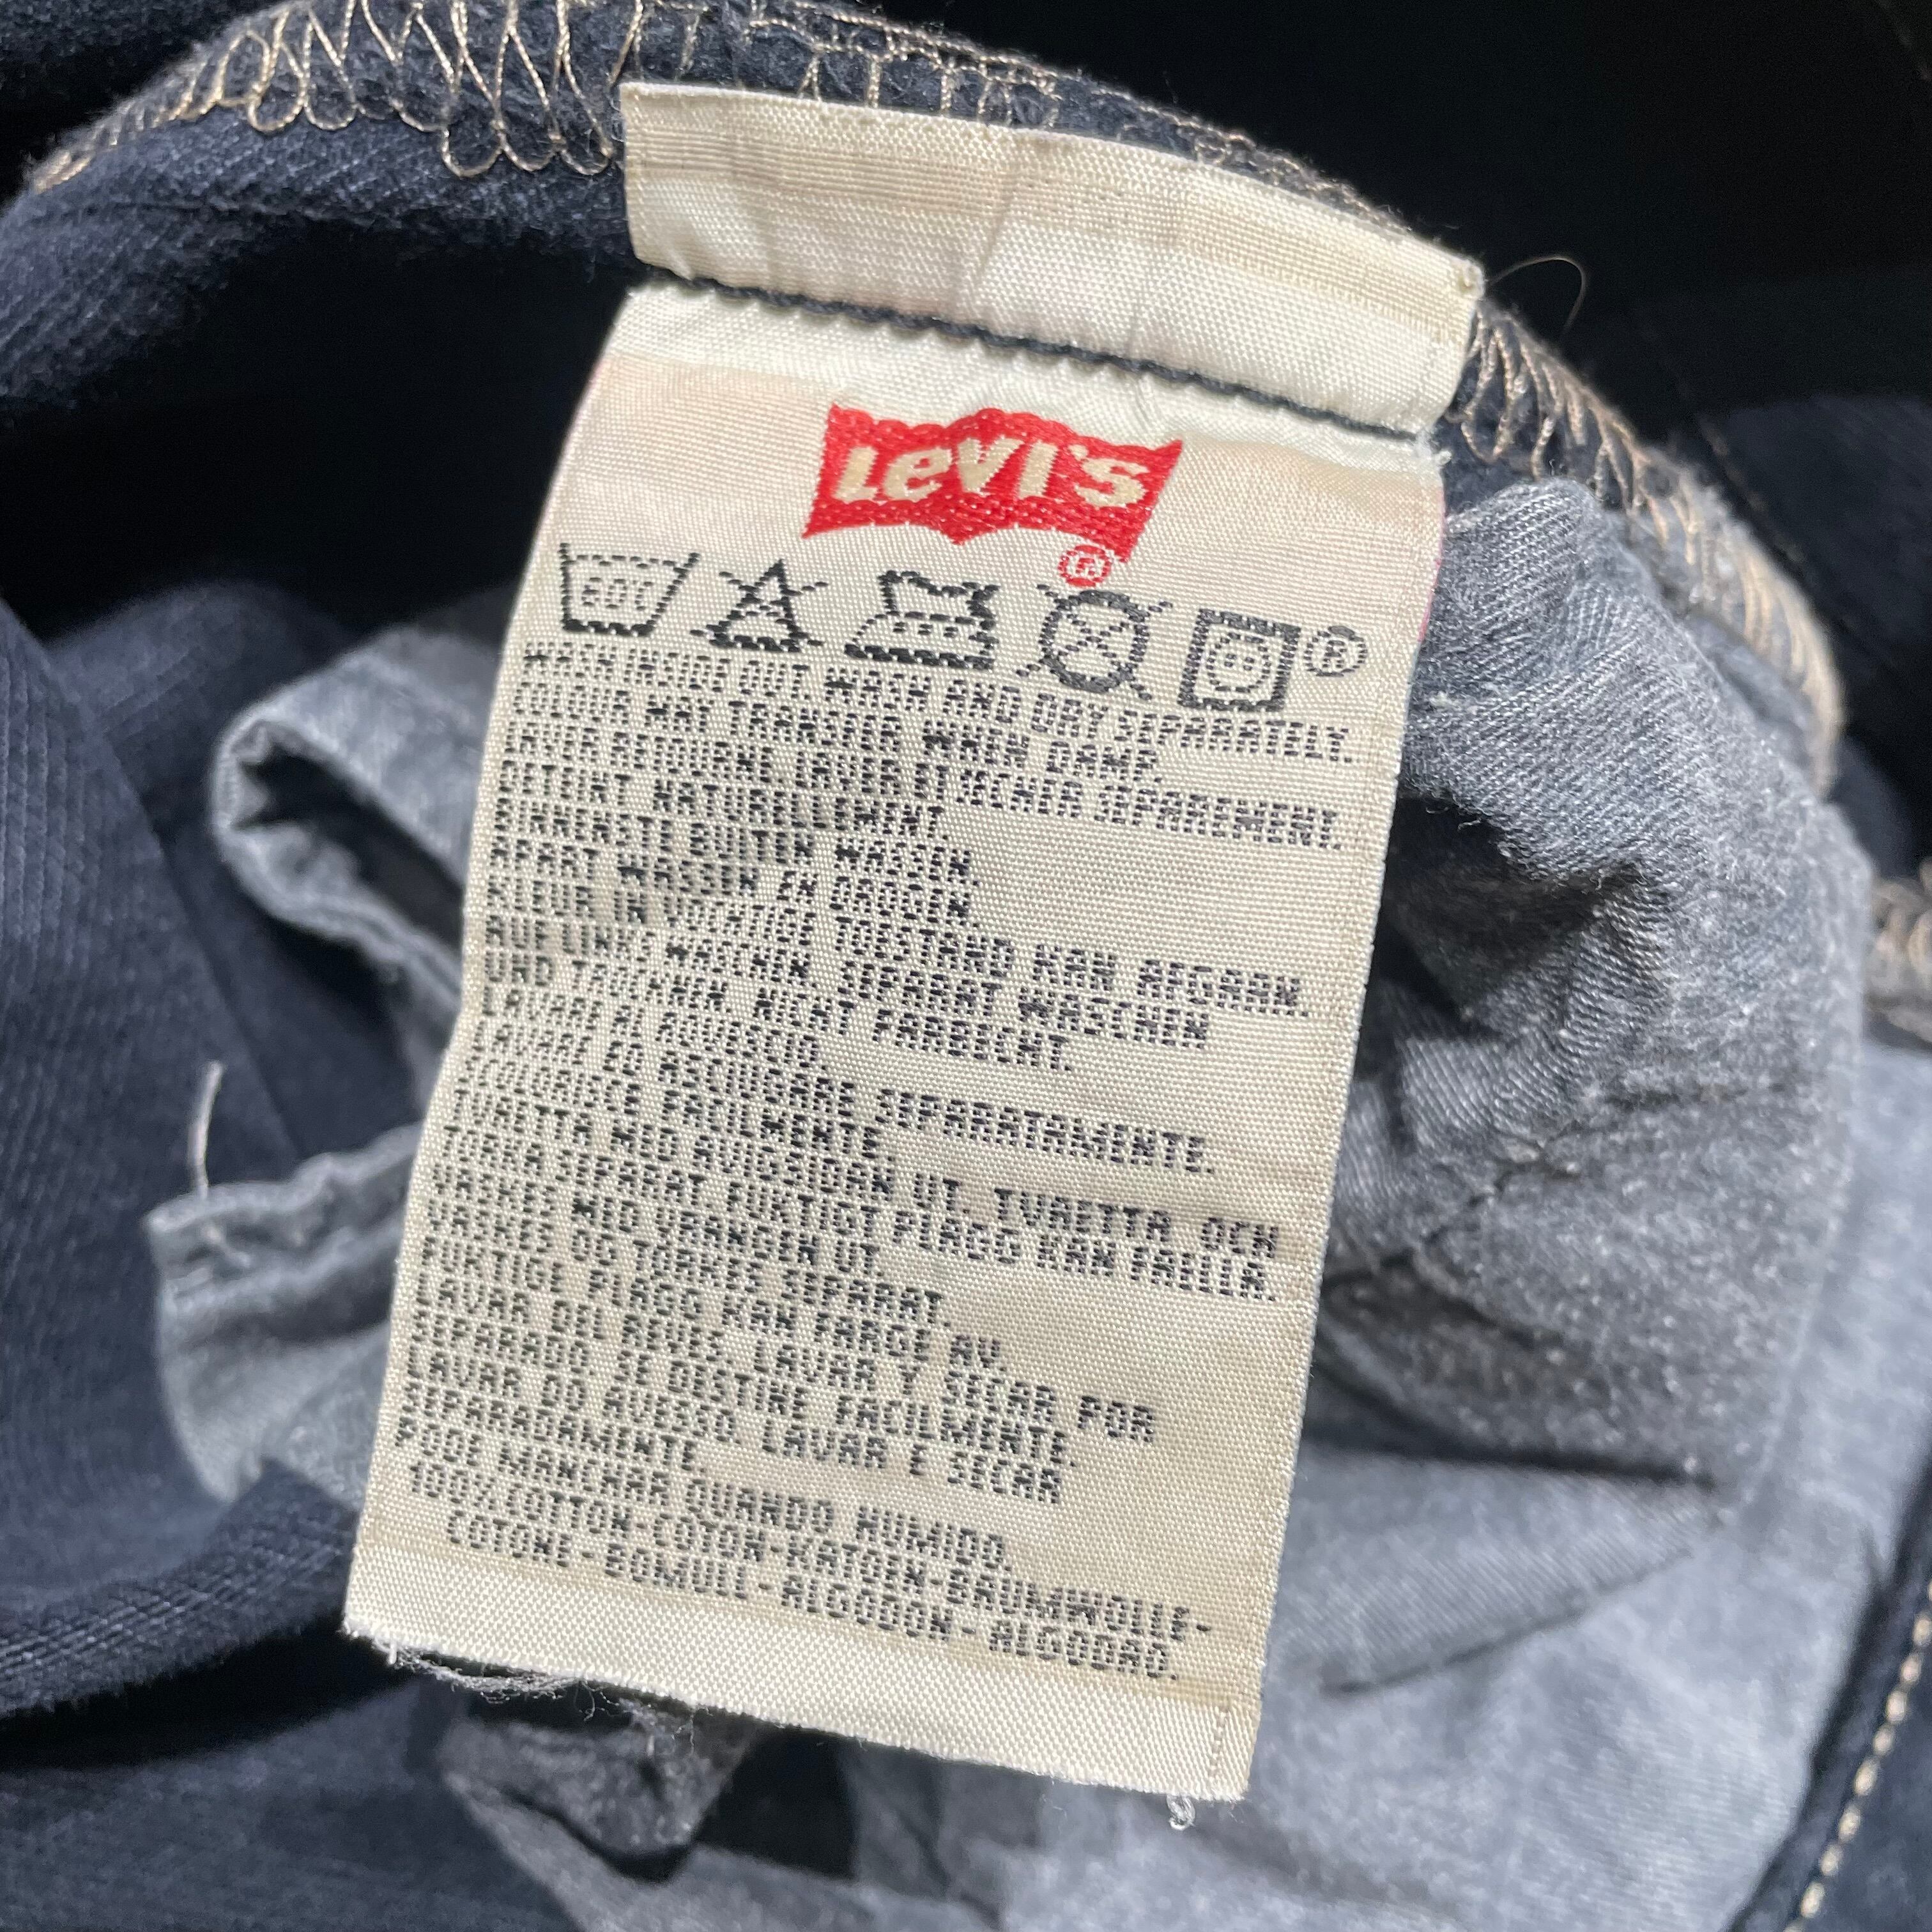 LEVI'S
®
60°C
®
WASH INSIDE OUT. WASH AND DRY SEPARATELY.
COLOUR MAY TRANSFER WHEN DAMP.
LAVER RETOURNE. LAVER ET SECHER SEPAREMENT.
DETEINT NATURELLEMENT.
BINNENSTE BUITEN WASSEN.
APART WASSEN EN DROGEN.
KLEUR IN VOCHTIGE TOESTAND KAN AFGAAN.
AUF LINKS WASCHEN. SEPARAT WASCHEN
UND TROCKNEN. NICHT FARBECHT.
LAVARE AL ROVESCIO.
LAVARE ED ASCIUGARE SEPARATAMENTE.
SCOLORISCE FACILMENTE.
TVAETTA MED AVIGSIDAN UT. TVAETTA OCH
TORKA SEPARAT. FUKTIGT PLAGG KAN FAELLA.
VASKES MED VRANGEN UT.
VASKES OG TORKES SEPARAT.
FUKTIGE PLAGG KAN FARGE AV.
LAVAR DEL REVES. LAVAR Y SECAR POR
SEPARADO. SE DESTINE FACILMENTE.
LAVAR DO AVESSO. LAVAR E SECAR
SEPARADAMENTE.
PODE MANCHAR QUANDO HUMIDO.
100% COTTON-COTON-KATOEN-BAUMWOLLE-
COTONE-BOMULL-ALGODON-ALGODAO.